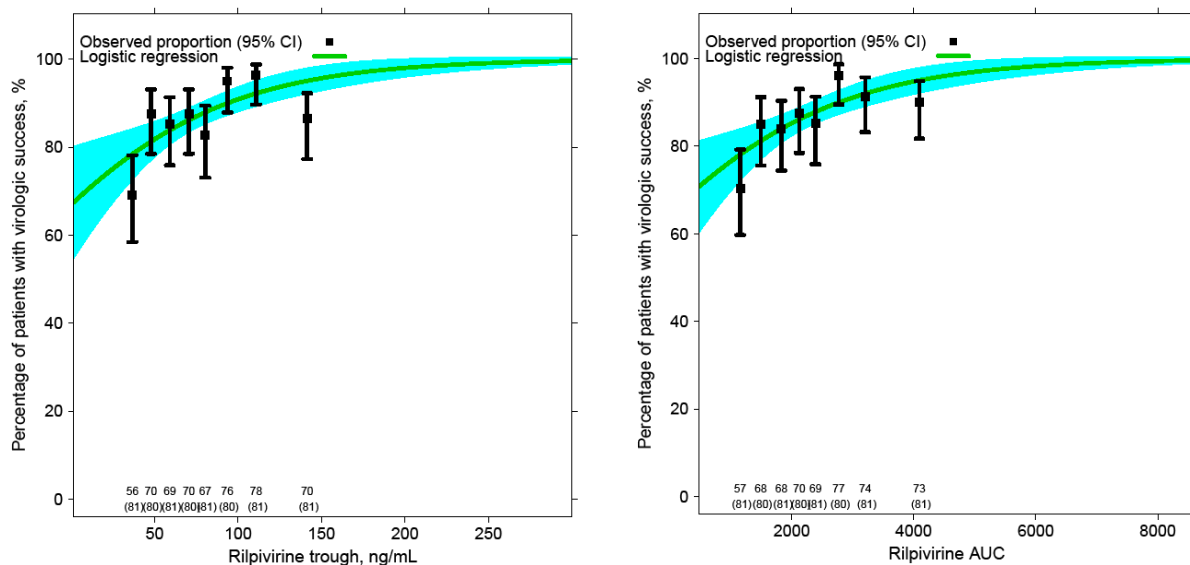 Observed proportion (95% CI)
Logistic regression
Percentage of patients with virologic success, %
100
80
60
40
20
0
56 70 69 70 67 76 78 70
(81) (80) (81) (80) (81) (80) (81) (81)
50 100 150 200 250
Rilpivirine trough, ng/mL
Observed proportion (95% CI)
Logistic regression
Percentage of patients with virologic success, %
100
80
60
40
20
0
57 68 68 70 69 77 74 73
(81) (80) (81) (80) (81) (80) (81) (81)
2000 4000 6000 8000
Rilpivirine AUC